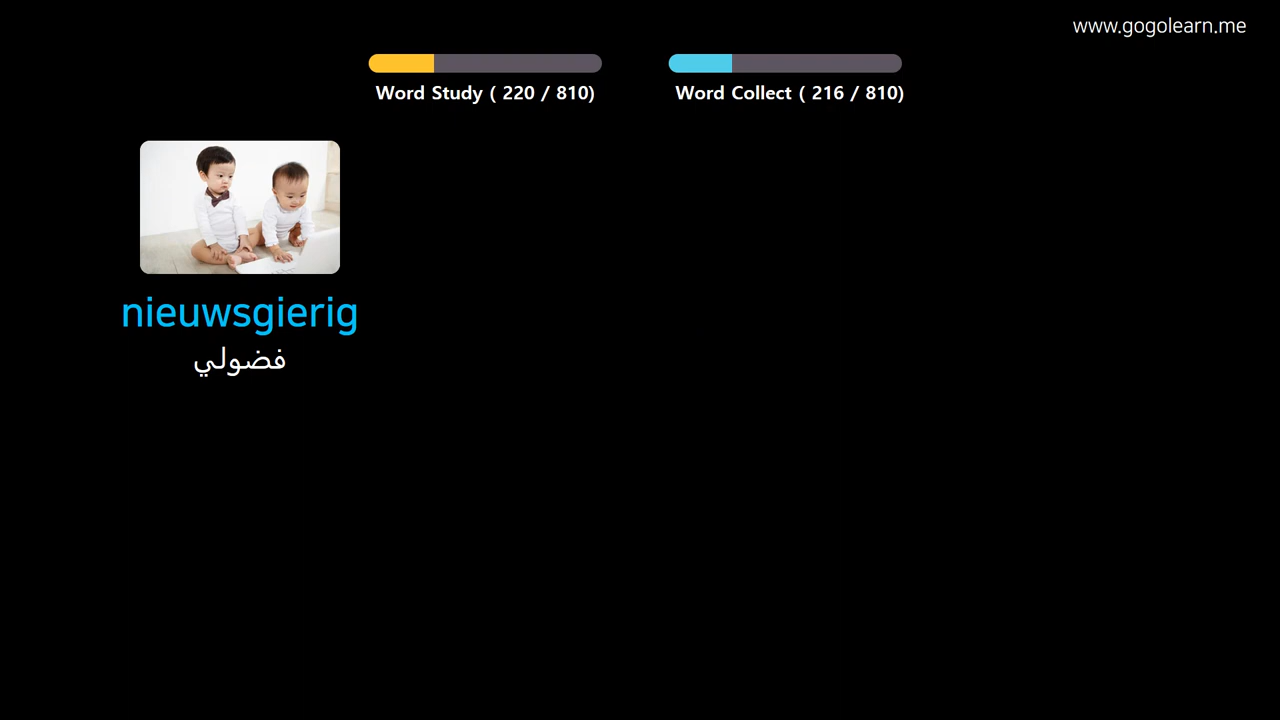 www.gogolearn.me
Word Study ( 220 / 810)
Word Collect ( 216 / 810)
nieuwsgierig
فضولي